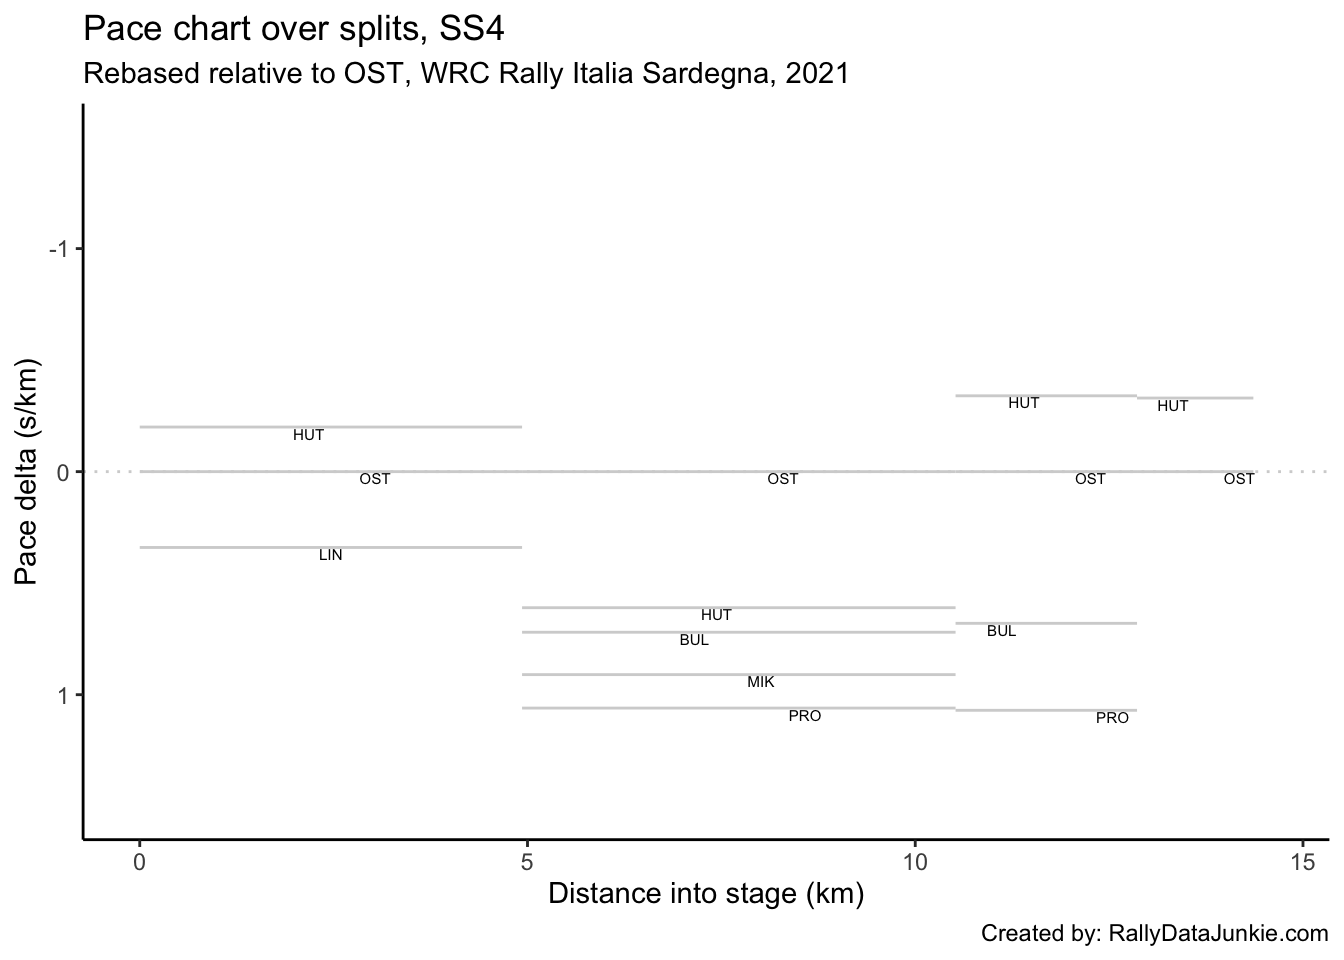 Pace chart over splits, SS4
Rebased relative to OST, WRC Rally Italia Sardegna, 2021
Pace delta (s/km)
-1
0
1
HUT
HUT
HUT
OST
OST
OST
OST
LIN
HUT
BUL
BUL
MIK
PRO
PRO
0
5
10
15
Distance into stage (km)
Created by: RallyDataJunkie.com